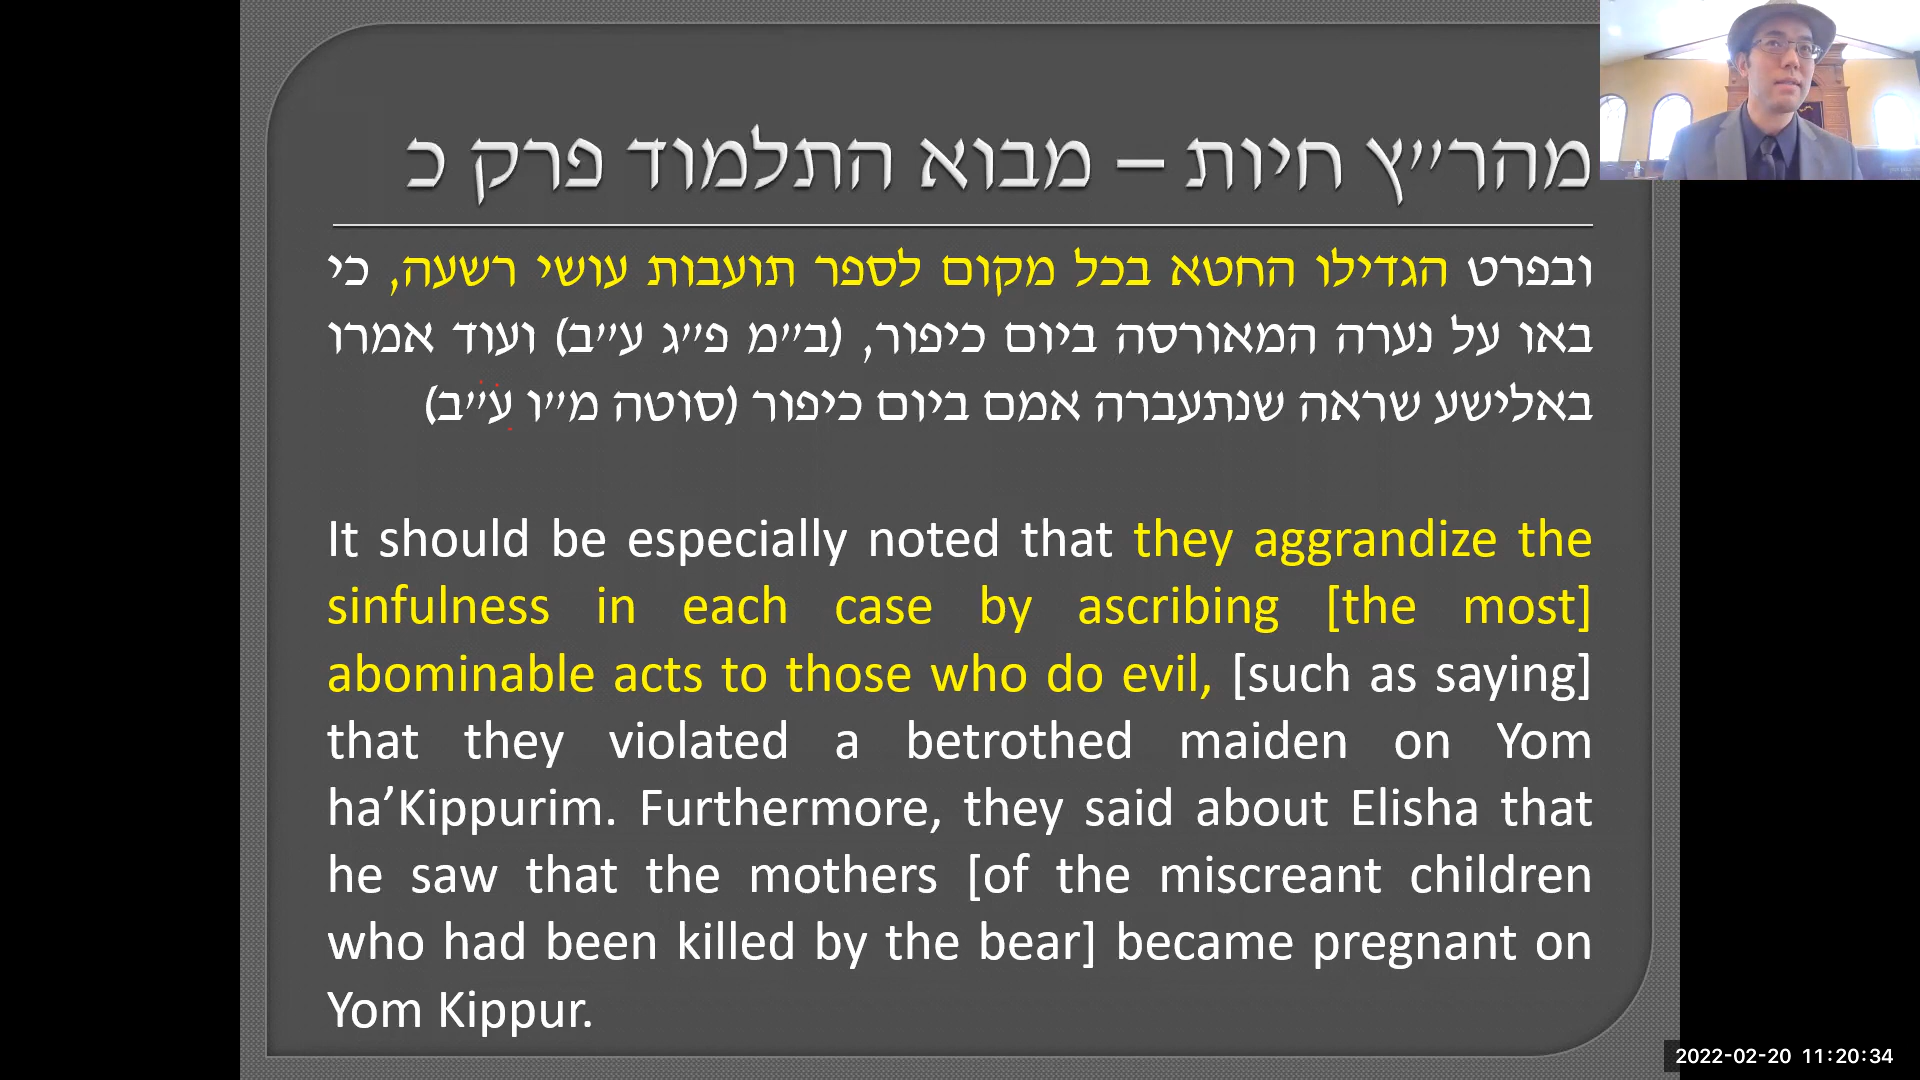 מהר״ץ חיות – מבוא התלמוד פרק כ
ובפרט הגדילו החטא בכל מקום לספר תועבות עושי רשעה, כי
באו על נערה המאורסה ביום כיפור, (ב״מ פ״ג ע״ב) ועוד אמרו
באלישע שראה שנתעברה אמם ביום כיפור (סוטה מ״ו ע״ב)
It should be especially noted that they aggrandize the
sinfulness in each case by ascribing [the most]
abominable acts to those who do evil, [such as saying]
that they violated a betrothed maiden on Yom
ha’Kippurim. Furthermore, they said about Elisha that
he saw that the mothers [of the miscreant children
who had been killed by the bear] became pregnant on
Yom Kippur.
2022-02-20 11:20:34